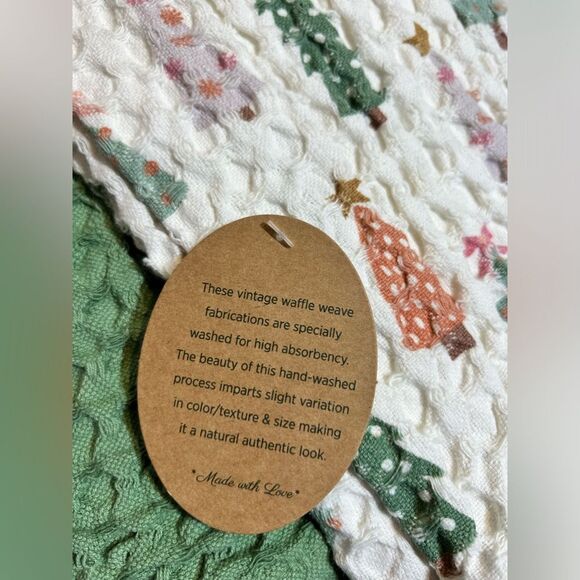 These vintage waffle weave
fabrications are specially
washed for high absorbency.
The beauty of this hand-washed
process imparts slight variation
in color/texture & size making
it a natural authentic look.
*Made with Love*